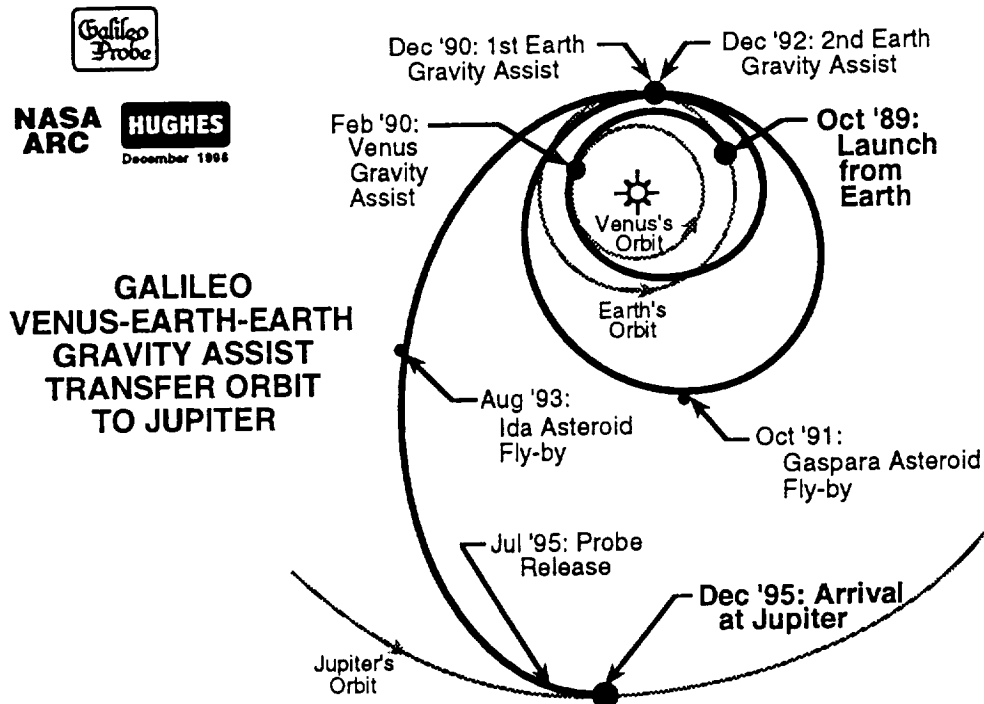 Galileo
Probe
NASA
ARC
HUGHES
December 1996
GALILEO
VENUS-EARTH-EARTH
GRAVITY ASSIST
TRANSFER ORBIT
TO JUPITER
Dec '90: 1st Earth
Gravity Assist
Dec '92: 2nd Earth
Gravity Assist
Feb '90:
Venus
Gravity
Assist
Oct '89:
Launch
from
Earth
Venus's
Orbit
Earth's
Orbit
Aug '93:
Ida Asteroid
Fly-by
Oct '91:
Gaspara Asteroid
Fly-by
Jul '95: Probe
Release
Dec '95: Arrival
at Jupiter
Jupiter's
Orbit